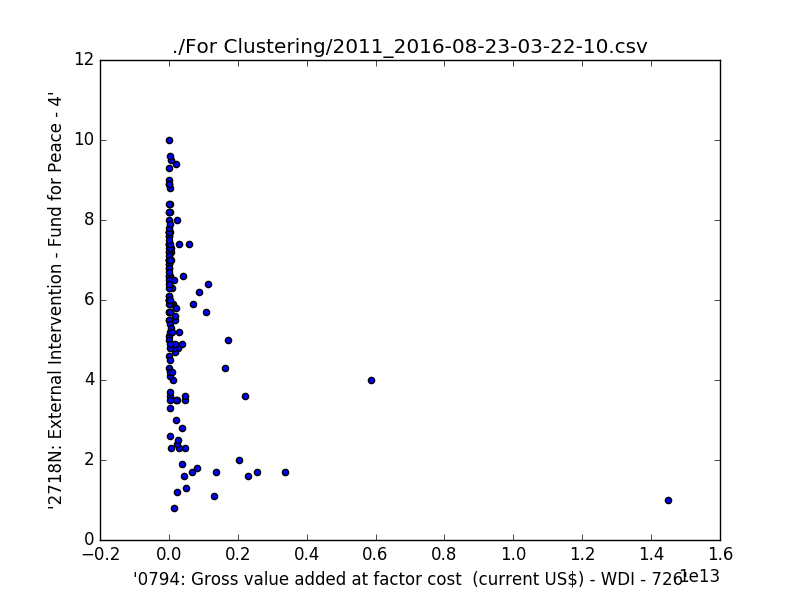 ./For Clustering/2011_2016-08-23-03-22-10.csv
12
10
8
6
4
2
0
'2718N: External Intervention - Fund for Peace - 4'
−0.2 0.0 0.2 0.4 0.6 0.8 1.0 1.2 1.4 1.6
1e13
'0794: Gross value added at factor cost  (current US$) - WDI - 726'